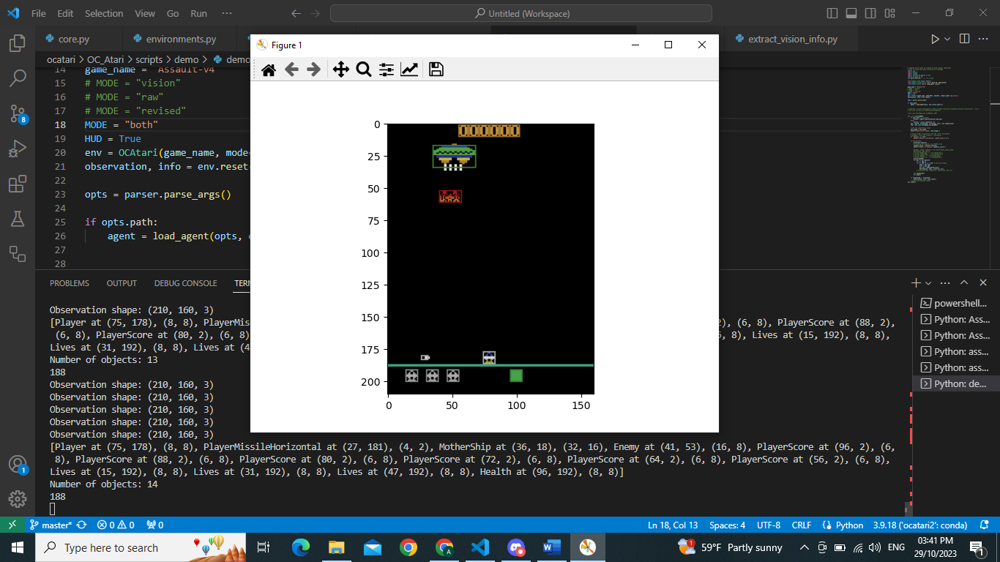 File Edit Selection View Go Run ··· Untitled (Workspace)
core.py environments.py extract_vision_info.py
Figure 1
ocatari > OC_Atari > scripts > demo > demo
14 game_name = "Assault-v4"
15 # MODE = "vision"
16 # MODE = "raw"
17 # MODE = "revised"
18 MODE = "both"
19 HUD = True
20 env = OCAtari(game_name, mode=
21 observation, info = env.reset(
22
23 opts = parser.parse_args()
24
25 if opts.path:
26 agent = load_agent(opts,
27
28
0
25
50
75
100
125
150
175
200
0 50 100 150
PROBLEMS OUTPUT DEBUG CONSOLE TERM
Observation shape: (210, 160, 3)
[Player at (75, 178), (8, 8), PlayerMis ), (6, 8), PlayerScore at (88, 2),
(6, 8), PlayerScore at (80, 2), (6, 8) 8), Lives at (15, 192), (8, 8),
Lives at (31, 192), (8, 8), Lives at (4
Number of objects: 13
188
Observation shape: (210, 160, 3)
Observation shape: (210, 160, 3)
Observation shape: (210, 160, 3)
Observation shape: (210, 160, 3)
Observation shape: (210, 160, 3)
[Player at (75, 178), (8, 8), PlayerMissileHorizontal at (27, 181), (4, 2), MotherShip at (36, 18), (32, 16), Enemy at (41, 53), (16, 8), PlayerScore at (96, 2), (6,
8), PlayerScore at (88, 2), (6, 8), PlayerScore at (80, 2), (6, 8), PlayerScore at (72, 2), (6, 8), PlayerScore at (64, 2), (6, 8), PlayerScore at (56, 2), (6, 8),
Lives at (15, 192), (8, 8), Lives at (31, 192), (8, 8), Lives at (47, 192), (8, 8), Health at (96, 192), (8, 8)]
Number of objects: 14
188
powershell...
Python: Ass...
Python: Ass...
Python: ass...
Python: ass...
Python: de...
8
1
master* 0 0 0 Ln 18, Col 13 Spaces: 4 UTF-8 CRLF Python 3.9.18 ('ocatari2': conda)
Type here to search 59°F Partly sunny ENG 03:41 PM
29/10/2023
1